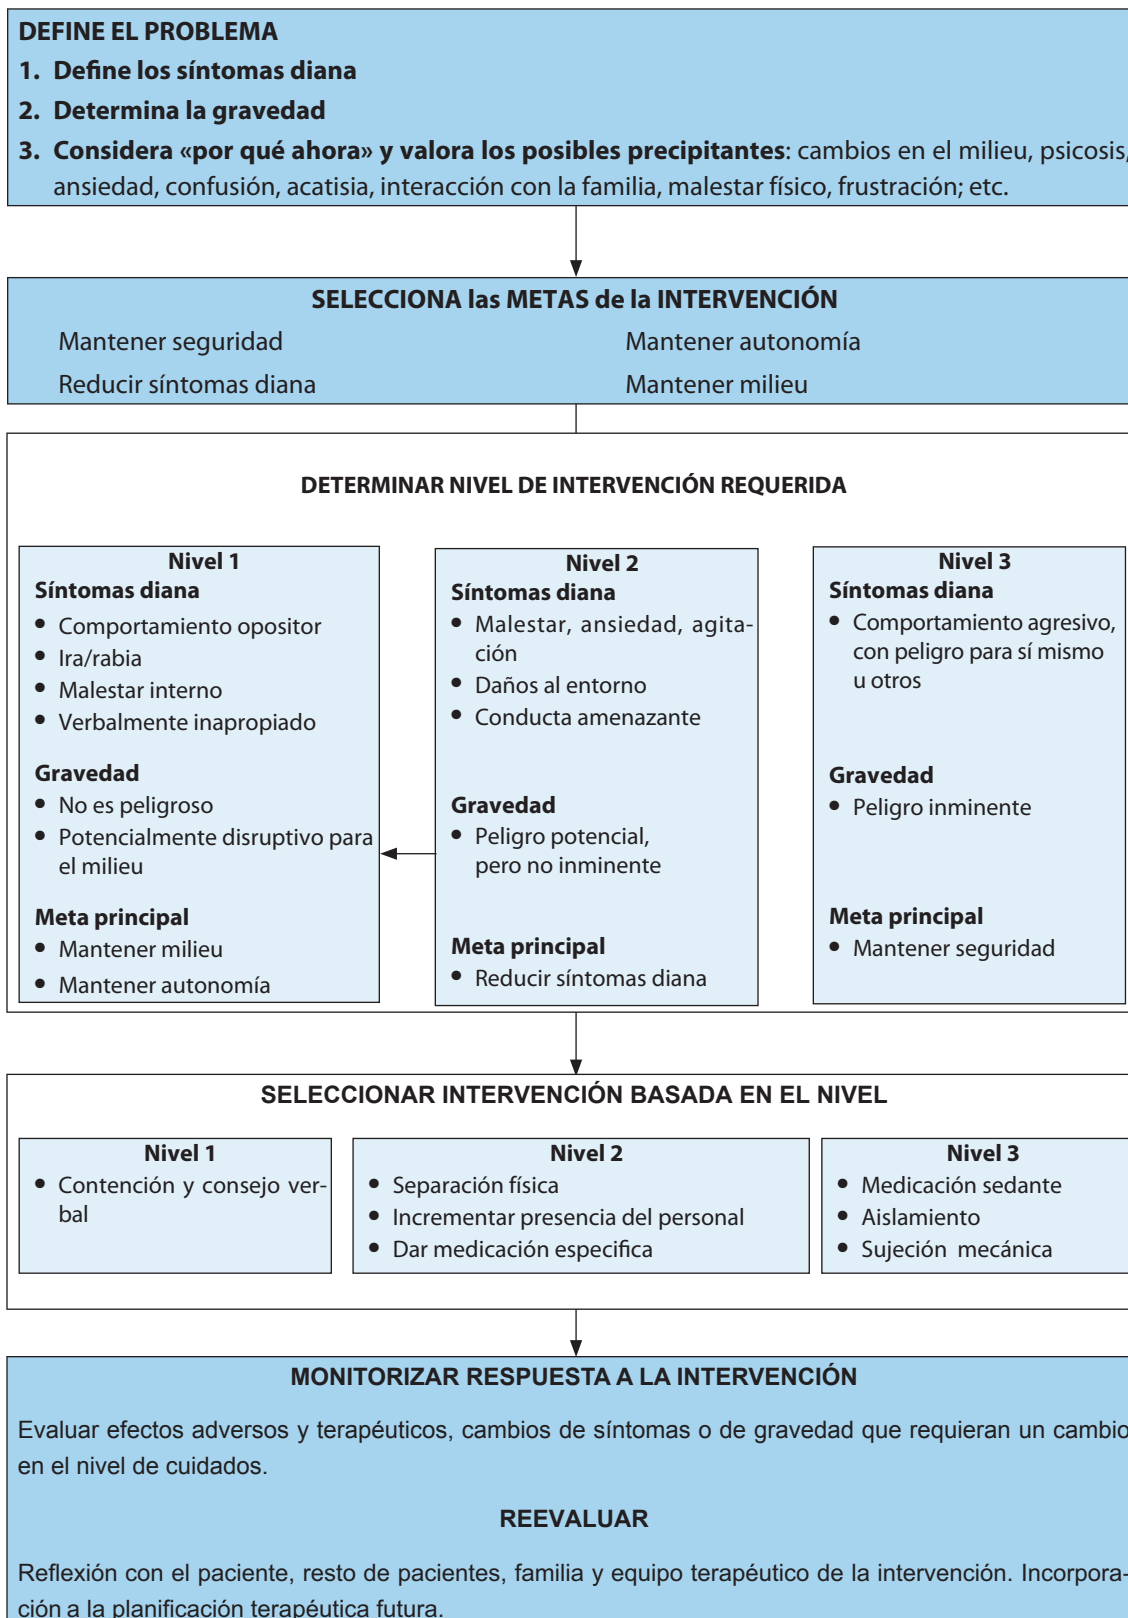 DEFINE EL PROBLEMA
1. Define los síntomas diana
2. Determina la gravedad
3. Considera «por qué ahora» y valora los posibles precipitantes: cambios en el milieu, psicosis,
ansiedad, confusión, acatisia, interacción con la familia, malestar físico, frustración; etc.
SELECCIONA las METAS de la INTERVENCIÓN
Mantener seguridad
Mantener autonomía
Reducir síntomas diana
Mantener milieu
DETERMINAR NIVEL DE INTERVENCIÓN REQUERIDA
Nivel 1
Síntomas diana
• Comportamiento opositor
• Ira/rabia
• Malestar interno
• Verbalmente inapropiado
Gravedad
• No es peligroso
• Potencialmente disruptivo para
el milieu
Meta principal
• Mantener milieu
• Mantener autonomía
Nivel 2
Síntomas diana
• Malestar, ansiedad, agita-
ción
• Daños al entorno
• Conducta amenazante
Gravedad
• Peligro potencial,
pero no inminente
Meta principal
• Reducir síntomas diana
Nivel 3
Síntomas diana
• Comportamiento agresivo,
con peligro para sí mismo
u otros
Gravedad
• Peligro inminente
Meta principal
• Mantener seguridad
SELECCIONAR INTERVENCIÓN BASADA EN EL NIVEL
Nivel 1
• Contención y consejo ver-
bal
Nivel 2
• Separación física
• Incrementar presencia del personal
• Dar medicación especifica
Nivel 3
• Medicación sedante
• Aislamiento
• Sujeción mecánica
MONITORIZAR RESPUESTA A LA INTERVENCIÓN
Evaluar efectos adversos y terapéuticos, cambios de síntomas o de gravedad que requieran un cambio
en el nivel de cuidados.
REEVALUAR
Reflexión con el paciente, resto de pacientes, familia y equipo terapéutico de la intervención. Incorpora-
ción a la planificación terapéutica futura.